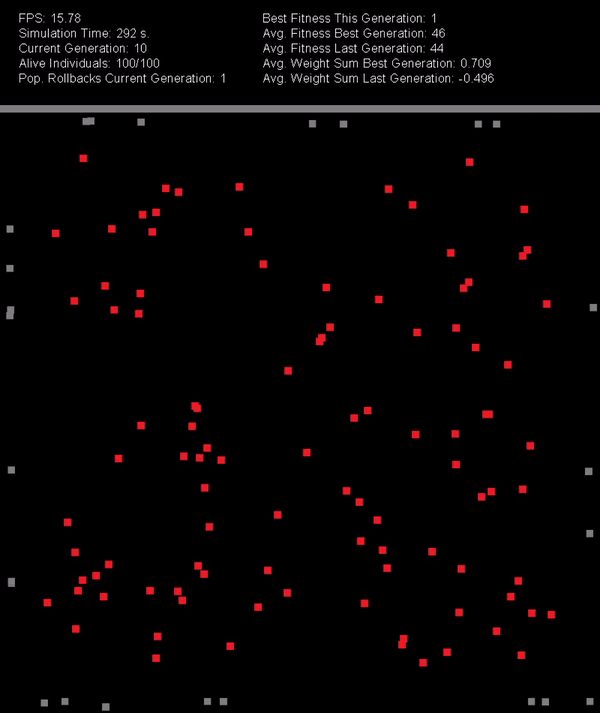 FPS: 15.78
Simulation Time: 292 s.
Current Generation: 10
Alive Individuals: 100/100
Pop. Rollbacks Current Generation: 1
Best Fitness This Generation: 1
Avg. Fitness Best Generation: 46
Avg. Fitness Last Generation: 44
Avg. Weight Sum Best Generation: 0.709
Avg. Weight Sum Last Generation: -0.496